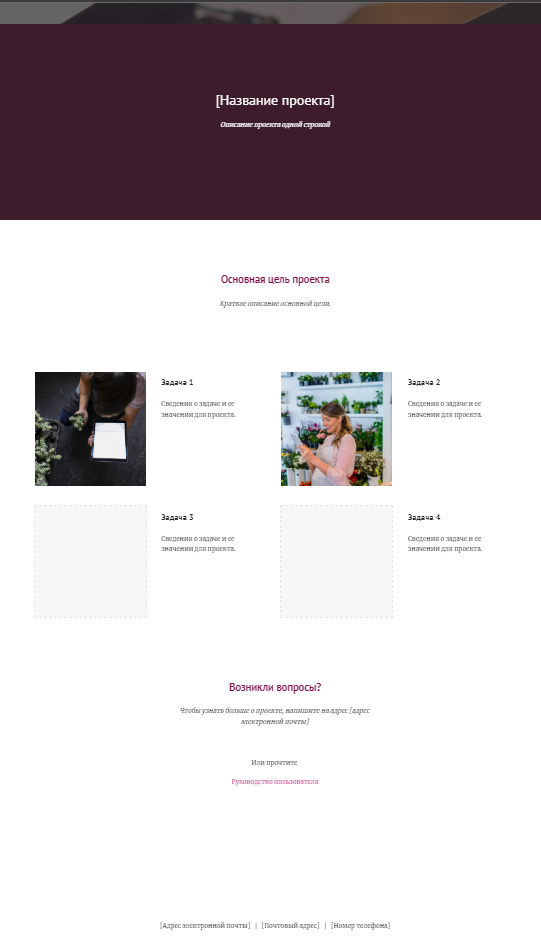 [Название проекта]
Описание проекта одной строкой
Основная цель проекта
Краткое описание основной цели.
Задача 1
Сведения о задаче и ее
значении для проекта.
Задача 2
Сведения о задаче и ее
значении для проекта.
Задача 3
Сведения о задаче и ее
значении для проекта.
Задача 4
Сведения о задаче и ее
значении для проекта.
Возникли вопросы?
Чтобы узнать больше о проекте, напишите на адрес [адрес
электронной почты]
Или прочтите
Руководство пользователя
[Адрес электронной почты] | [Почтовый адрес] | [Номер телефона]